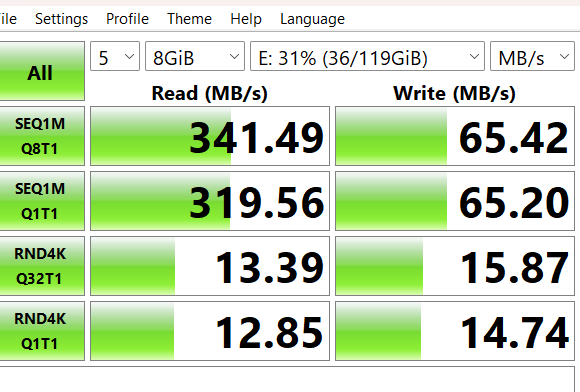 ile Settings Profile Theme Help Language
All 5 8GiB E: 31% (36/119GiB) MB/s
Read (MB/s) Write (MB/s)
SEQ1M
Q8T1
341.49 65.42
SEQ1M
Q1T1
319.56 65.20
RND4K
Q32T1
13.39 15.87
RND4K
Q1T1
12.85 14.74